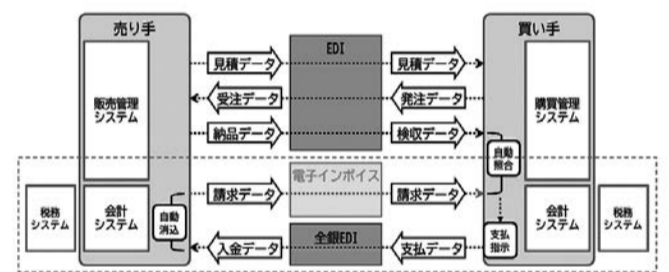 売り手
買い手
EDI
見積データ
見積データ
受注データ
発注データ
販売管理
システム
購買管理
システム
納品データ
検収データ
自動
照合
電子インボイス
請求データ
請求データ
税務
システム
会計
システム
自動
消込
支払
指示
会計
システム
税務
システム
全銀EDI
入金データ
支払データ